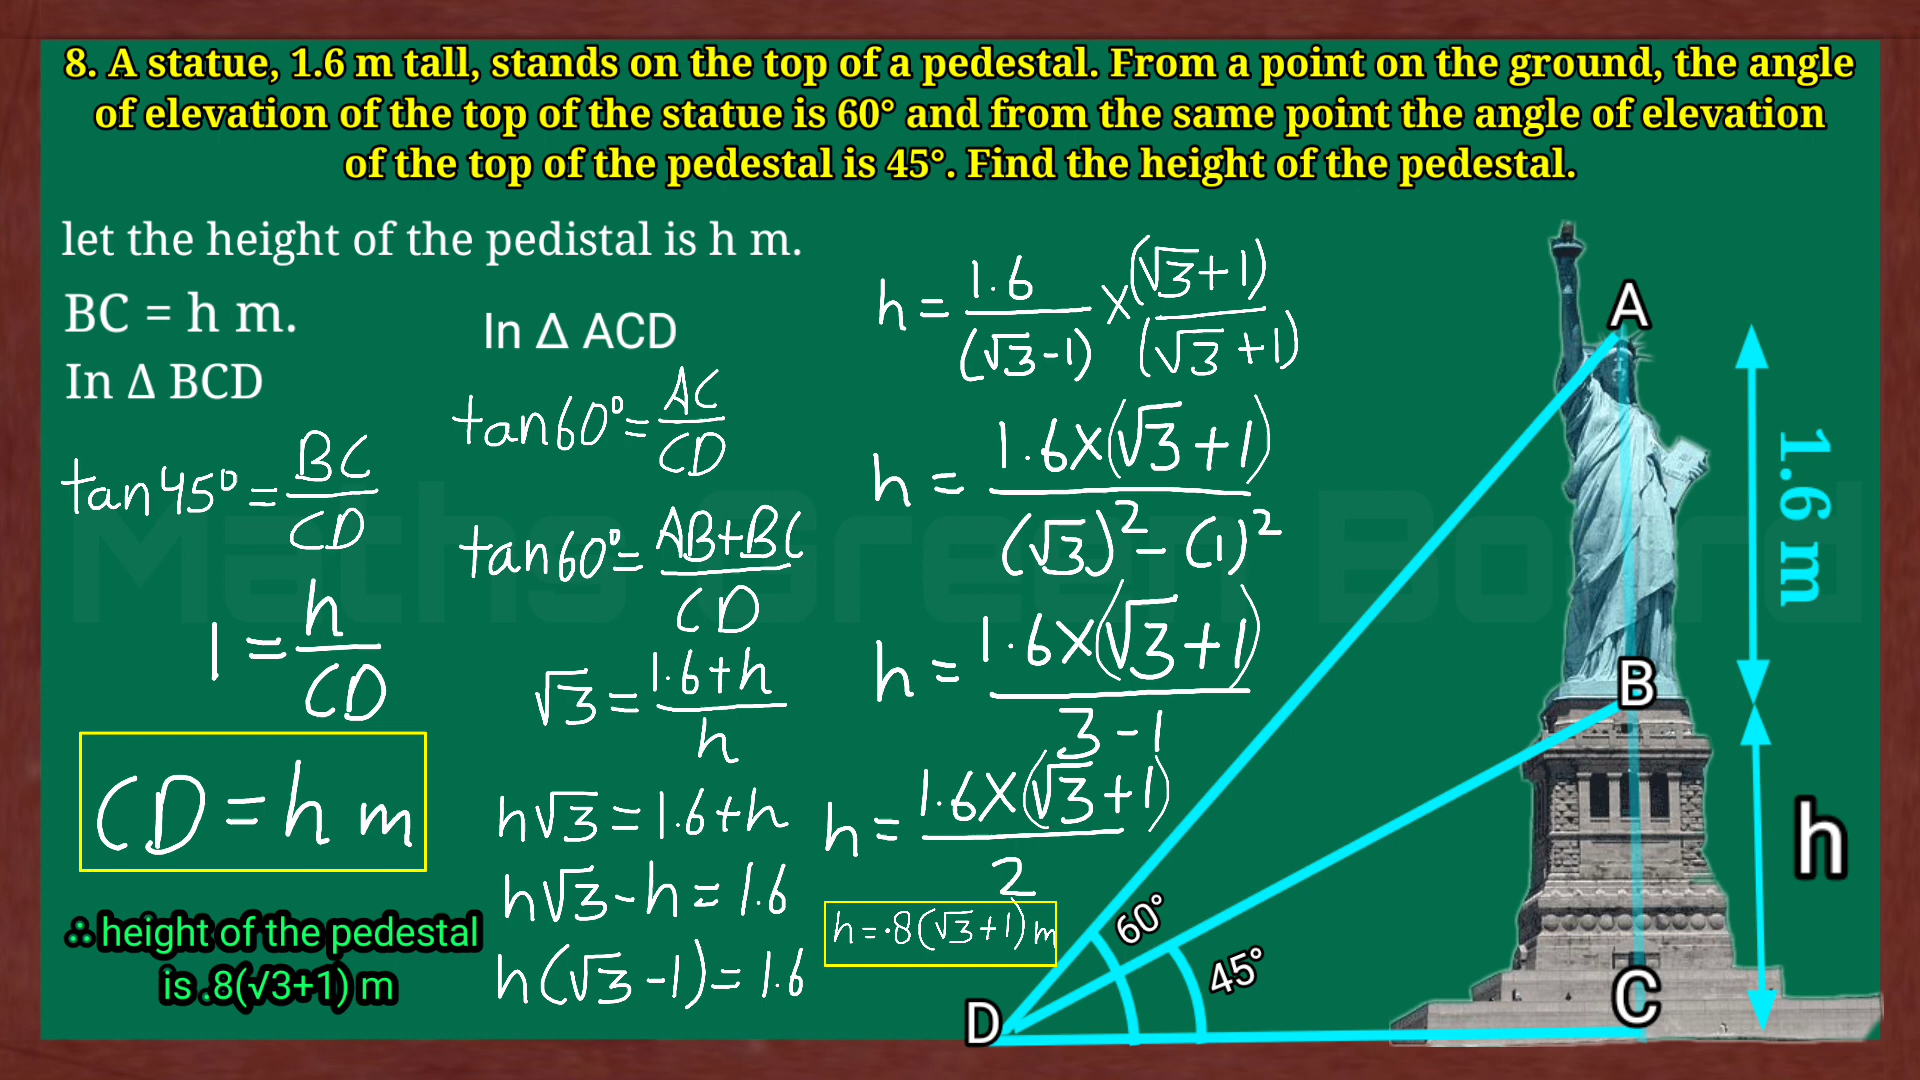 8. A statue, 1.6 m tall, stands on the top of a pedestal. From a point on the ground, the angle
of elevation of the top of the statue is 60° and from the same point the angle of elevation
of the top of the pedestal is 45°. Find the height of the pedestal.
let the height of the pedistal is h m.
BC = h m.
In Δ BCD
tan45° = BC/CD
1 = h/CD
CD = h m
∴ height of the pedestal
is .8(√3+1) m
In Δ ACD
tan60° = AC/CD
tan60° = AB+BC/CD
√3 = 1.6+h/h
h√3 = 1.6+h
h√3-h = 1.6
h(√3-1) = 1.6
h = 1.6/(√3-1) × (√3+1)/(√3+1)
h = 1.6×(√3+1)/(√3)²-(1)²
h = 1.6×(√3+1)/3-1
h = 1.6×(√3+1)/2
h = .8(√3+1) m
A
1.6 m
B
h
60°
45°
C
D
Maths Green Board